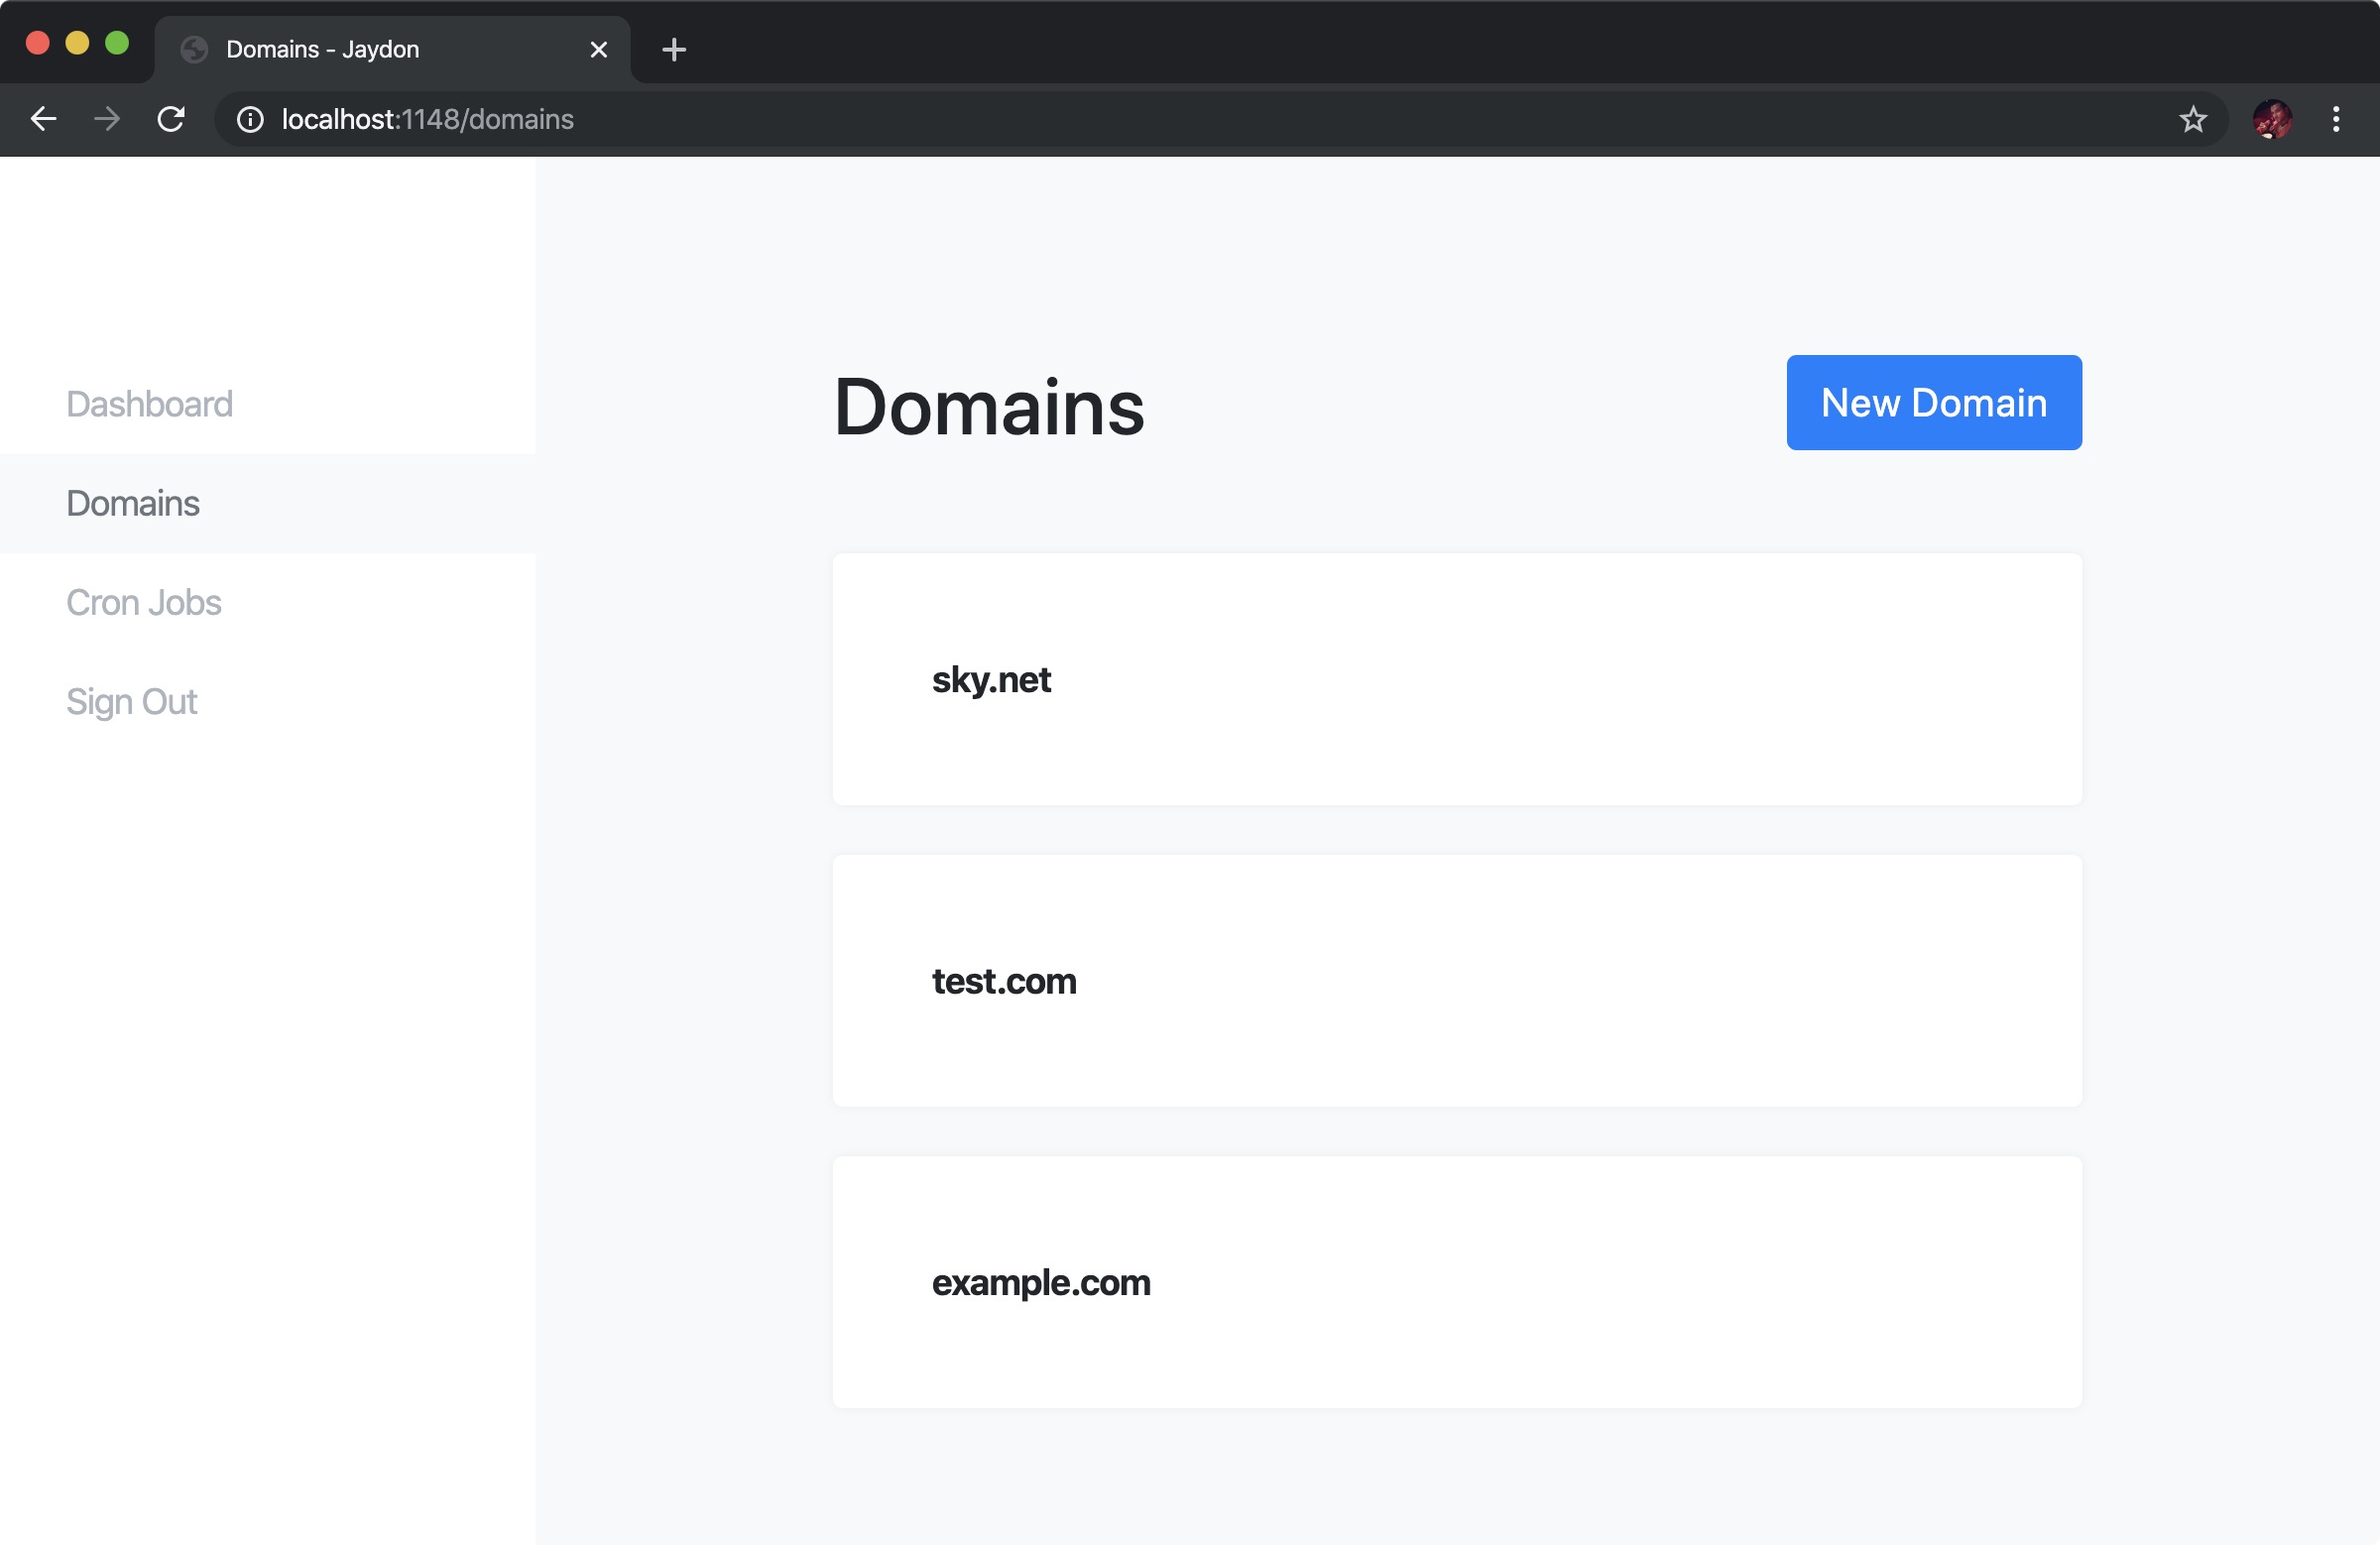 Domains - Jaydon
localhost:1148/domains
Dashboard
Domains
Cron Jobs
Sign Out
Domains
New Domain
sky.net
test.com
example.com